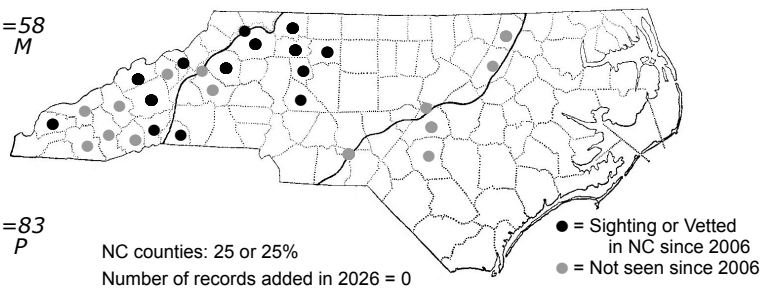 =58
M
=83
P
NC counties: 25 or 25%
Number of records added in 2026 = 0
= Sighting or Vetted
in NC since 2006
= Not seen since 2006